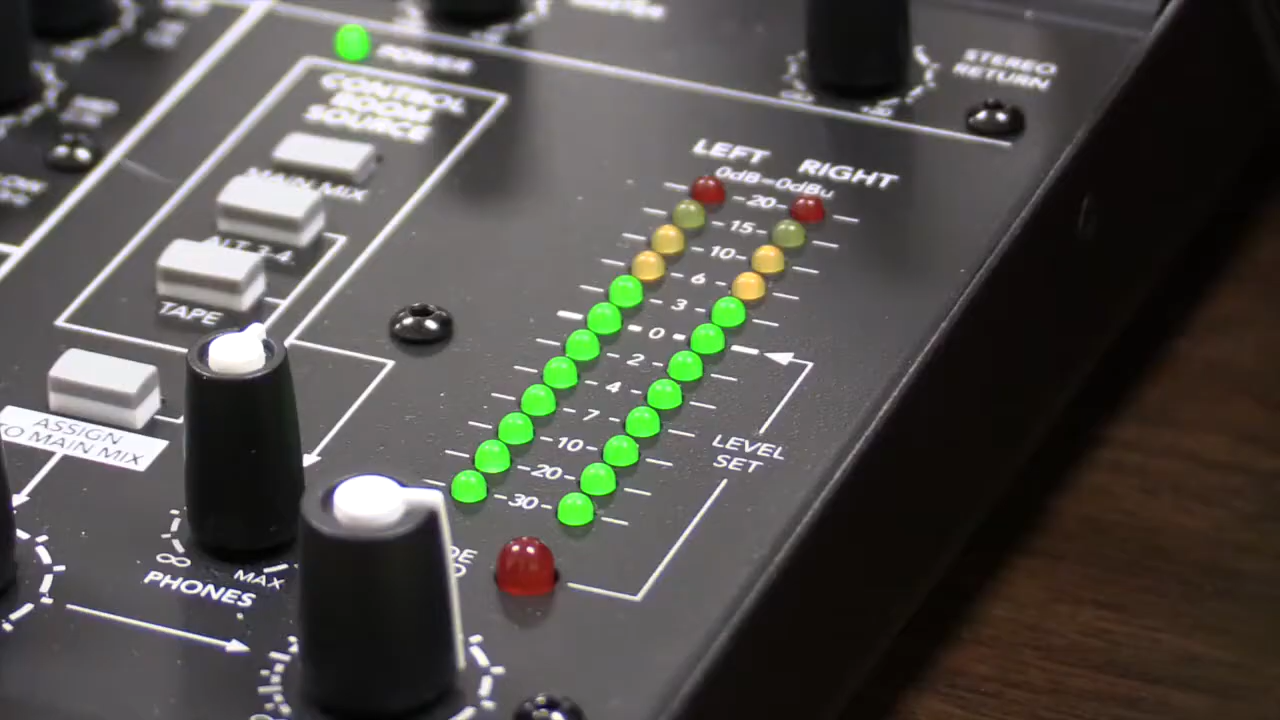 POWER
STEREO
RETURN
CONTROL
ROOM
SOURCE
MAIN MIX
ALT 3-4
TAPE
ASSIGN
TO MAIN MIX
LEFT RIGHT
0dB=0dBu
20
15
10
6
3
0
2
4
7
10
20
30
LEVEL
SET
∞ MAX
PHONES